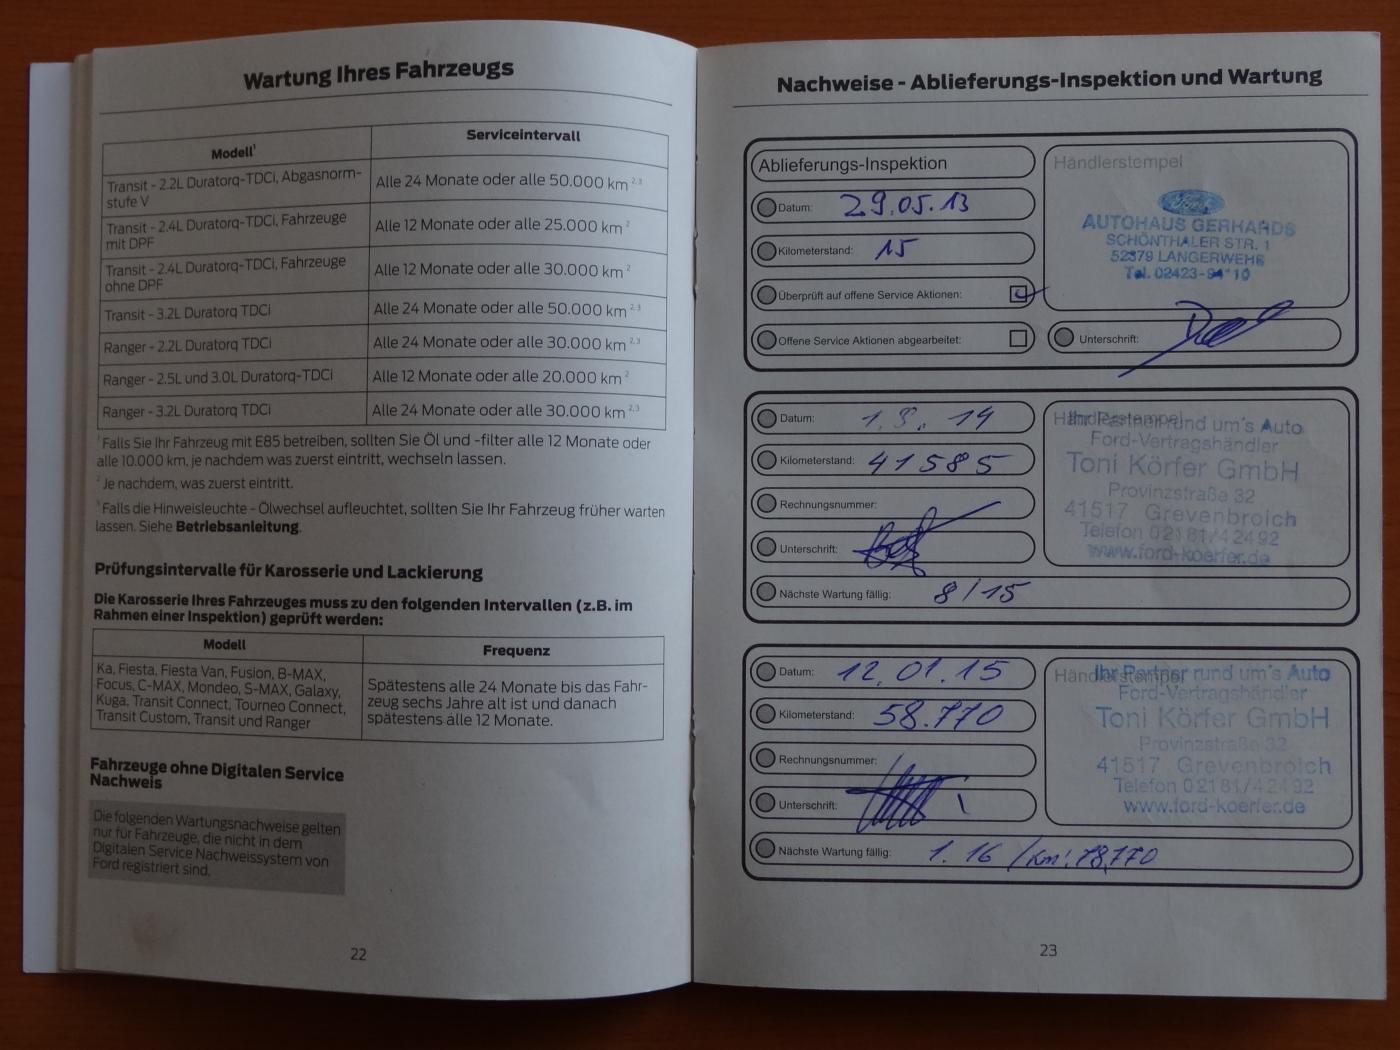 Wartung Ihres Fahrzeugs
Modell¹
Serviceintervall
Transit - 2.2L Duratorq-TDCi, Abgasnorm-
stufe V
Alle 24 Monate oder alle 50.000 km ²,³
Transit - 2.4L Duratorq-TDCi, Fahrzeuge
mit DPF
Alle 12 Monate oder alle 25.000 km ²
Transit - 2.4L Duratorq-TDCi, Fahrzeuge
ohne DPF
Alle 12 Monate oder alle 30.000 km ²
Transit - 3.2L Duratorq TDCi
Alle 24 Monate oder alle 50.000 km ²,³
Ranger - 2.2L Duratorq TDCi
Alle 24 Monate oder alle 30.000 km ²,³
Ranger - 2.5L und 3.0L Duratorq-TDCi
Alle 12 Monate oder alle 20.000 km ²
Ranger - 3.2L Duratorq TDCi
Alle 24 Monate oder alle 30.000 km ²,³
¹ Falls Sie Ihr Fahrzeug mit E85 betreiben, sollten Sie Öl und -filter alle 12 Monate oder
alle 10.000 km, je nachdem was zuerst eintritt, wechseln lassen.
² Je nachdem, was zuerst eintritt.
³ Falls die Hinweisleuchte - Ölwechsel aufleuchtet, sollten Sie Ihr Fahrzeug früher warten
lassen. Siehe Betriebsanleitung.
Prüfungsintervalle für Karosserie und Lackierung
Die Karosserie Ihres Fahrzeuges muss zu den folgenden Intervallen (z.B. im
Rahmen einer Inspektion) geprüft werden:
Modell
Frequenz
Ka, Fiesta, Fiesta Van, Fusion, B-MAX,
Focus, C-MAX, Mondeo, S-MAX, Galaxy,
Kuga, Transit Connect, Tourneo Connect,
Transit Custom, Transit und Ranger
Spätestens alle 24 Monate bis das Fahr-
zeug sechs Jahre alt ist und danach
spätestens alle 12 Monate.
Fahrzeuge ohne Digitalen Service
Nachweis
Die folgenden Wartungsnachweise gelten
nur für Fahrzeuge, die nicht in dem
Digitalen Service Nachweissystem von
Ford registriert sind.
22
Nachweise - Ablieferungs-Inspektion und Wartung
Ablieferungs-Inspektion
Datum: 29.05.13
Kilometerstand: 15
Überprüft auf offene Service Aktionen:
Offene Service Aktionen abgearbeitet:
Händlerstempel
Ford
AUTOHAUS GERHARDS
SCHÖNTHALER STR. 1
52379 LANGERWEHE
Tel. 02423-94 10
Unterschrift:
Datum: 1.8. 14
Kilometerstand: 41585
Rechnungsnummer:
Unterschrift:
Nächste Wartung fällig: 8/15
Händlerstempel
Ihr Partner rund um's Auto
Ford-Vertragshändler
Toni Körfer GmbH
Provinzstraße 32
41517 Grevenbroich
Telefon 02181/42492
www.ford-koerfer.de
Datum: 12.01.15
Kilometerstand: 58.770
Rechnungsnummer:
Unterschrift:
Nächste Wartung fällig: 1.16 /km: 78,770
Händlerstempel
Ihr Partner rund um's Auto
Ford-Vertragshändler
Toni Körfer GmbH
Provinzstraße 32
41517 Grevenbroich
Telefon 02181/42492
www.ford-koerfer.de
23